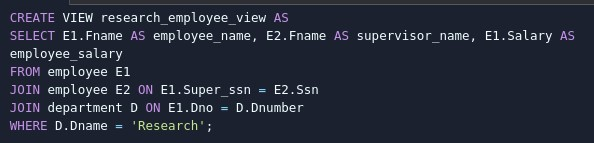 CREATE VIEW research_employee_view AS
SELECT E1.Fname AS employee_name, E2.Fname AS supervisor_name, E1.Salary AS
employee_salary
FROM employee E1
JOIN employee E2 ON E1.Super_ssn = E2.Ssn
JOIN department D ON E1.Dno = D.Dnumber
WHERE D.Dname = 'Research';